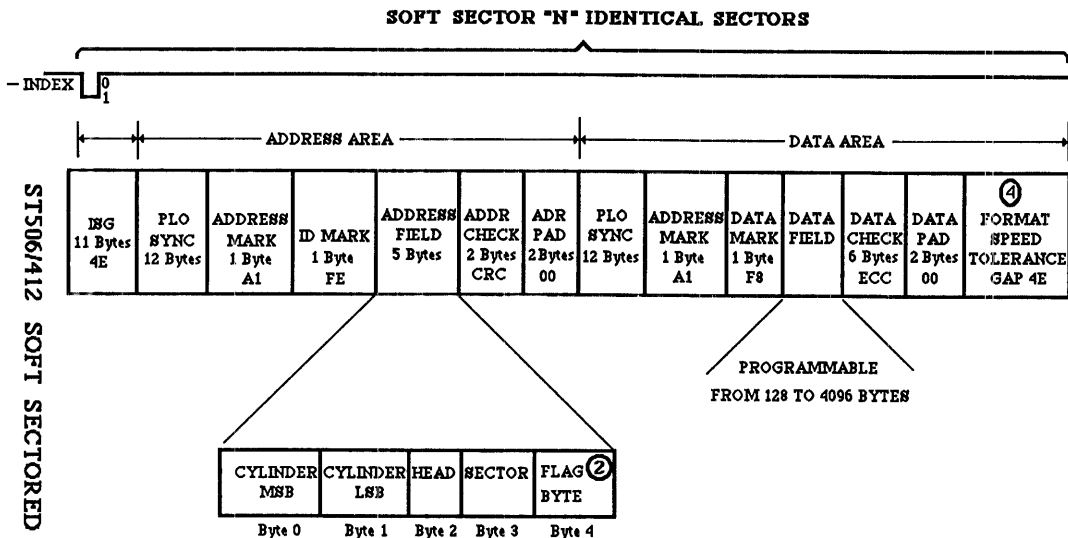 SOFT SECTOR "N" IDENTICAL SECTORS
– INDEX
0
1
ADDRESS AREA
DATA AREA
ST506/412 SOFT SECTORED
ISG
11 Bytes
4E
PLO
SYNC
12 Bytes
ADDRESS
MARK
1 Byte
A1
ID MARK
1 Byte
FE
ADDRESS
FIELD
5 Bytes
ADDR
CHECK
2 Bytes
CRC
ADR
PAD
2 Bytes
00
PLO
SYNC
12 Bytes
ADDRESS
MARK
1 Byte
A1
DATA
MARK
1 Byte
F8
DATA
FIELD
DATA
CHECK
6 Bytes
ECC
DATA
PAD
2 Bytes
00
4
FORMAT
SPEED
TOLERANCE
GAP 4E
PROGRAMMABLE
FROM 128 TO 4096 BYTES
CYLINDER
MSB
CYLINDER
LSB
HEAD
SECTOR
FLAG 2
BYTE
Byte 0
Byte 1
Byte 2
Byte 3
Byte 4